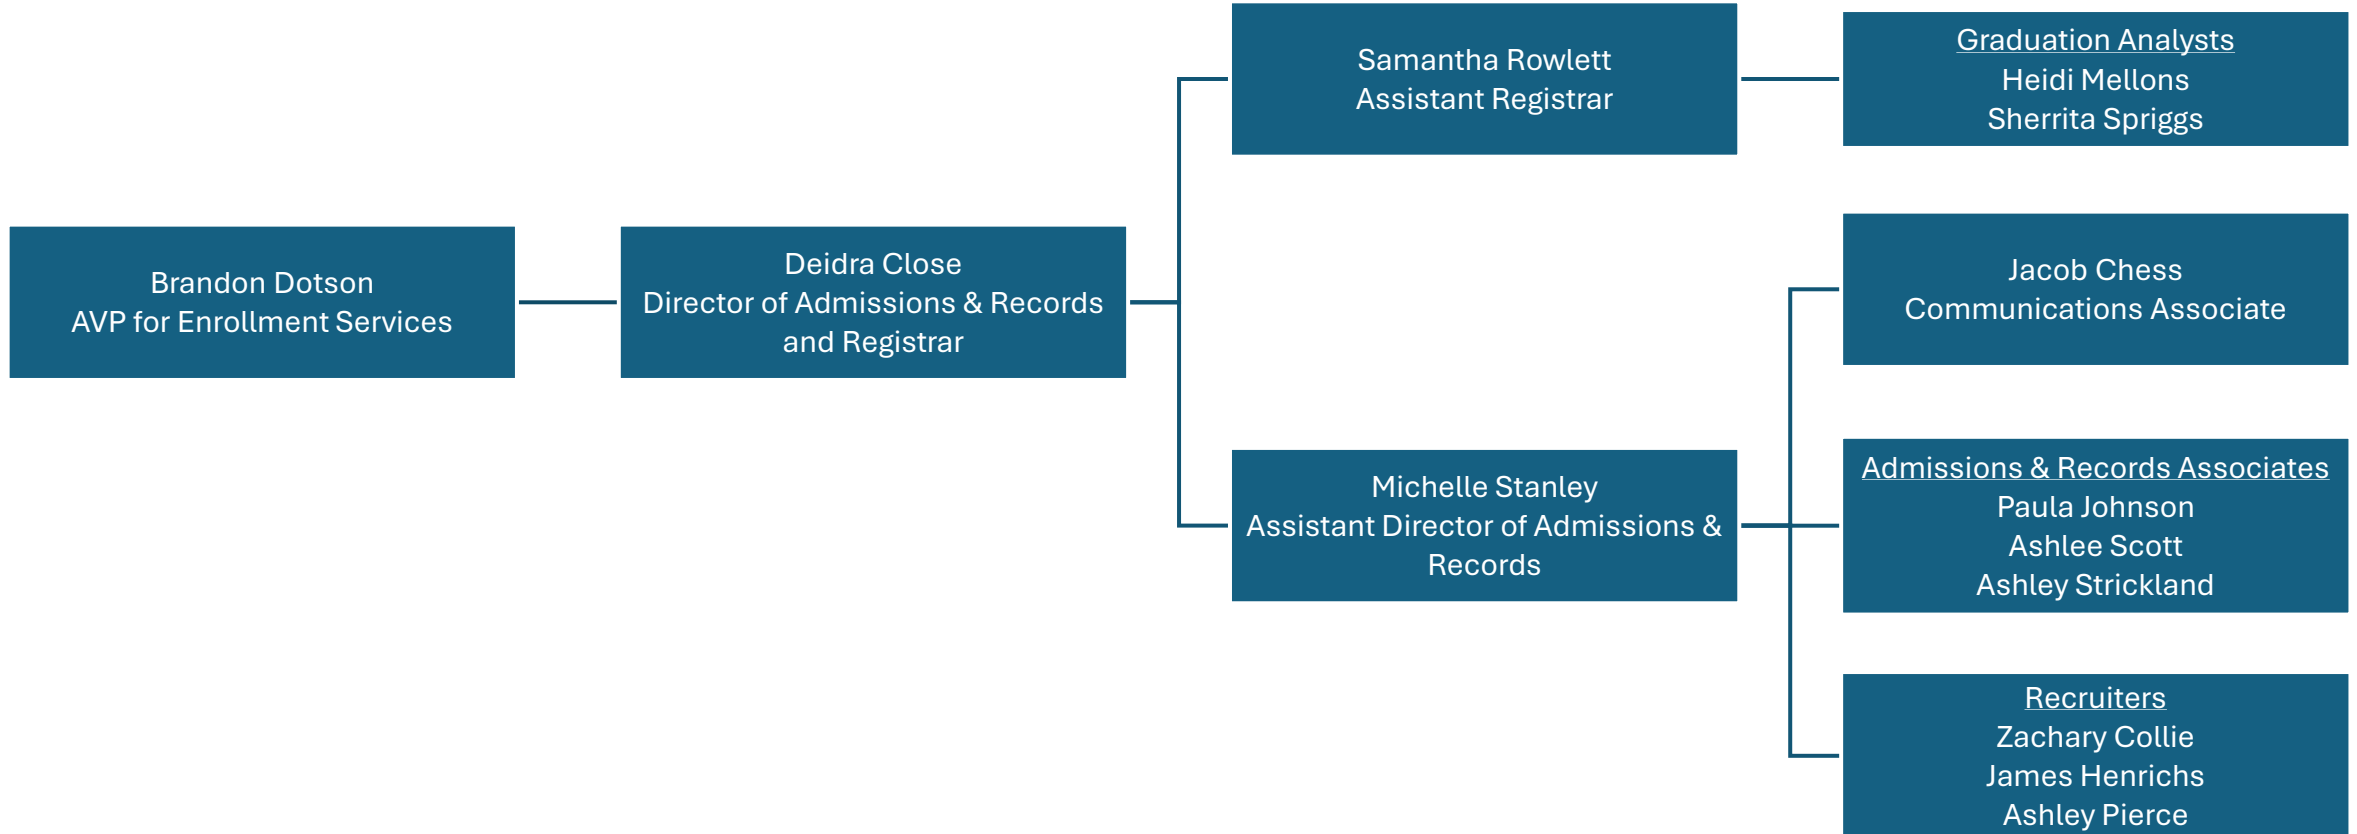 Brandon Dotson
AVP for Enrollment Services
Deidra Close
Director of Admissions & Records
and Registrar
Samantha Rowlett
Assistant Registrar
Graduation Analysts
Heidi Mellons
Sherrita Spriggs
Michelle Stanley
Assistant Director of Admissions &
Records
Jacob Chess
Communications Associate
Admissions & Records Associates
Paula Johnson
Ashlee Scott
Ashley Strickland
Recruiters
Zachary Collie
James Henrichs
Ashley Pierce